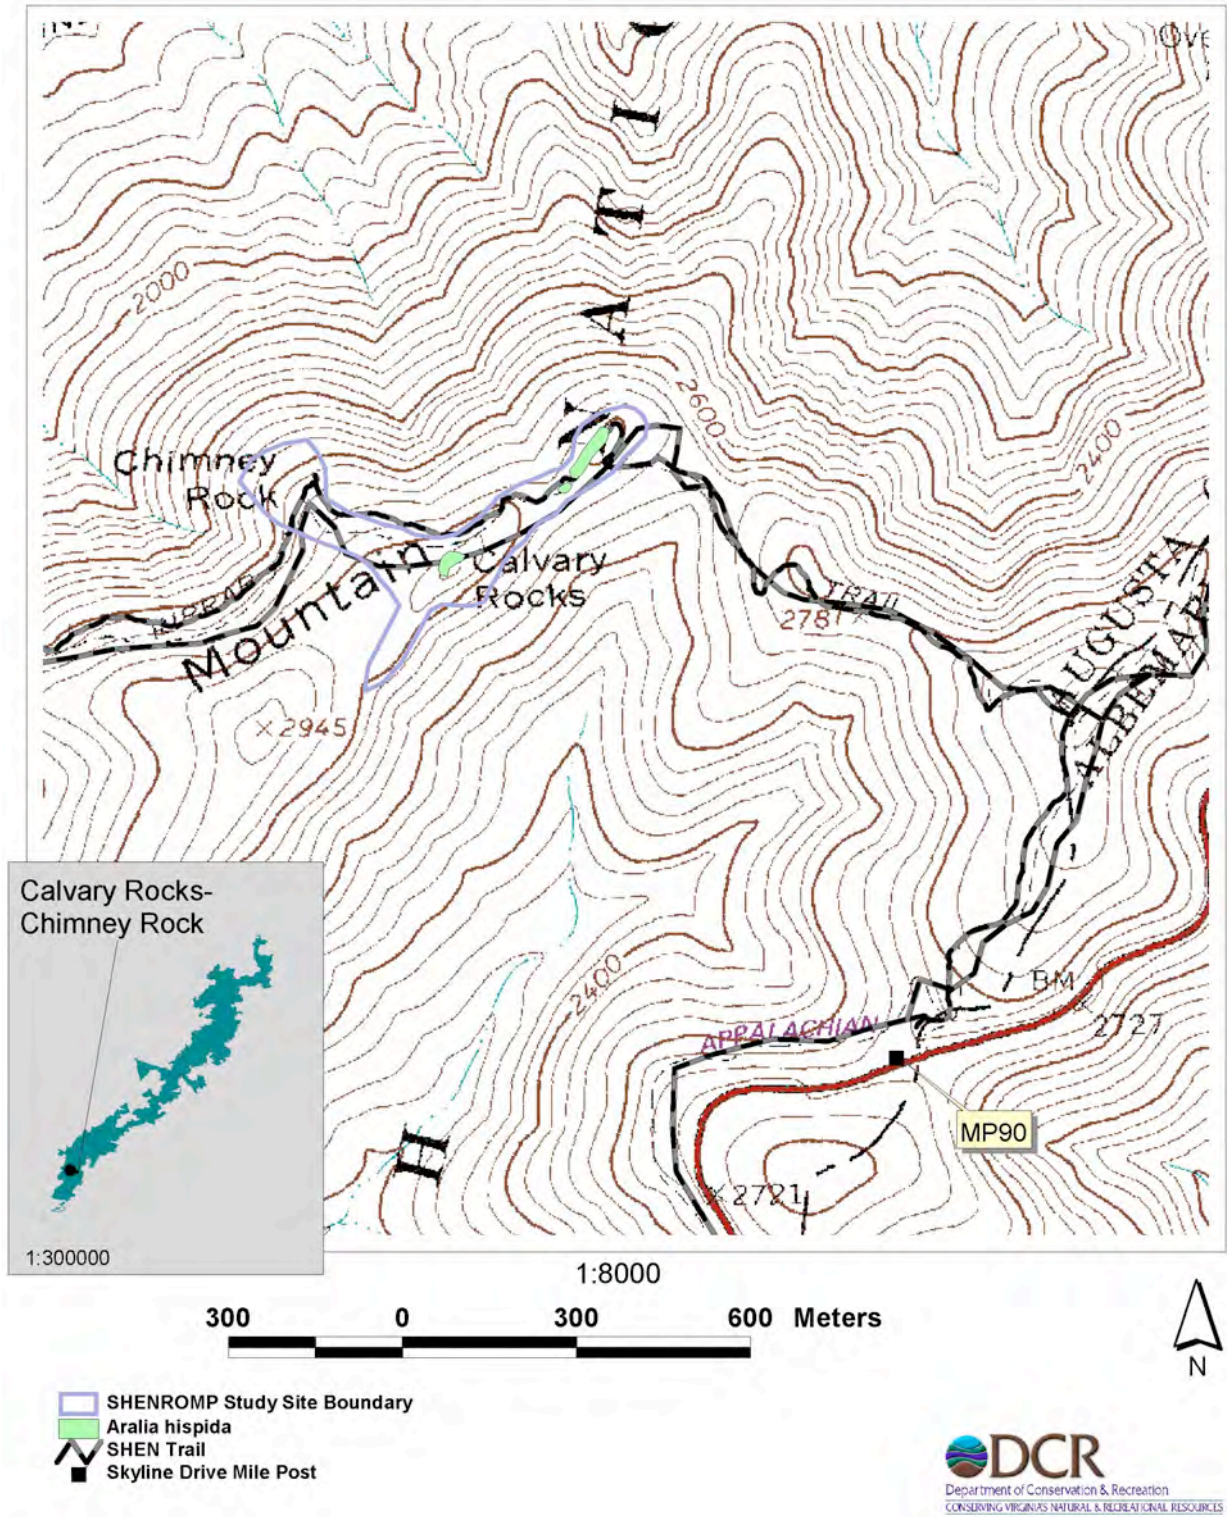 Ove
I
T
A
N
2000
2600
2400
Chimney
Rock
Calvary
Rocks
Mountain
TRAIL
2781
AUGUSTA
ALBEMAR
×2945
Calvary Rocks-
Chimney Rock
1:300000
2400
APPALACHIAN
BM
×2727
MP90
H
×2721
1:8000
300 0 300 600 Meters
N
SHENROMP Study Site Boundary
Aralia hispida
SHEN Trail
Skyline Drive Mile Post
DCR
Department of Conservation & Recreation
CONSERVING VIRGINIA'S NATURAL & RECREATIONAL RESOURCES